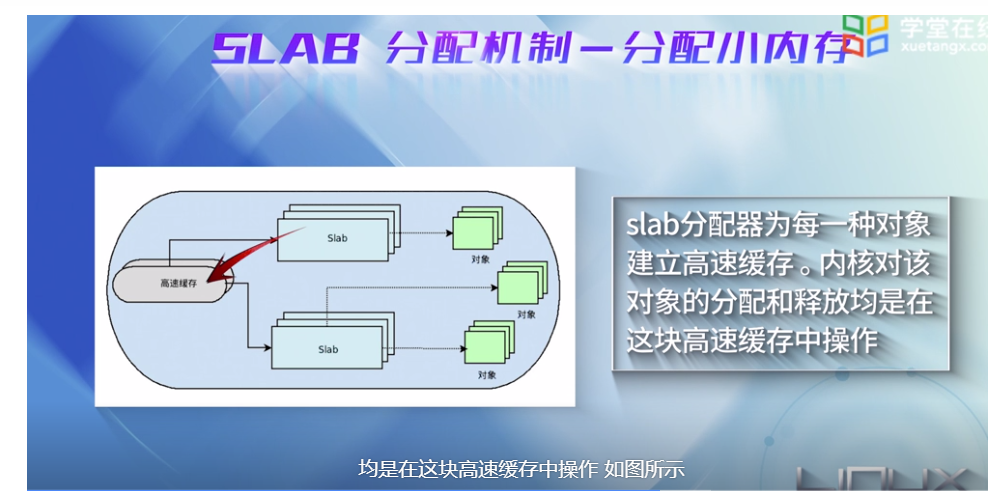 SLAB 分配机制—分配小内存
学堂在线
xuetangx.co
Slab
对象
高速缓存
对象
Slab
对象
slab分配器为每一种对象
建立高速缓存。内核对该
对象的分配和释放均是在
这块高速缓存中操作
均是在这块高速缓存中操作 如图所示